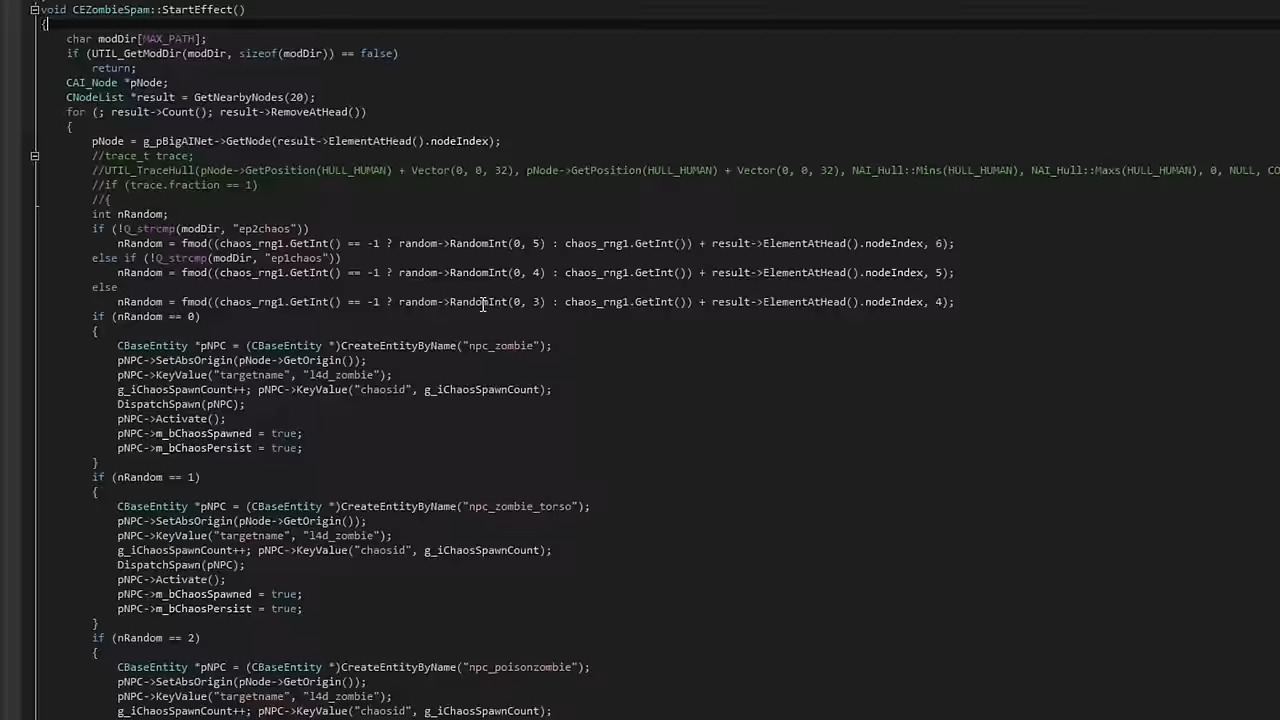 void CEZombieSpam::StartEffect()
{
char modDir[MAX_PATH];
if (UTIL_GetModDir(modDir, sizeof(modDir)) == false)
return;
CAI_Node *pNode;
CNodeList *result = GetNearbyNodes(20);
for (; result->Count(); result->RemoveAtHead())
{
pNode = g_pBigAINet->GetNode(result->ElementAtHead().nodeIndex);
//trace_t trace;
//UTIL_TraceHull(pNode->GetPosition(HULL_HUMAN) + Vector(0, 0, 32), pNode->GetPosition(HULL_HUMAN) + Vector(0, 0, 32), NAI_Hull::Mins(HULL_HUMAN), NAI_Hull::Maxs(HULL_HUMAN), 0, NULL, CO
//if (trace.fraction == 1)
//{
int nRandom;
if (!Q_strcmp(modDir, "ep2chaos"))
nRandom = fmod((chaos_rng1.GetInt() == -1 ? random->RandomInt(0, 5) : chaos_rng1.GetInt()) + result->ElementAtHead().nodeIndex, 6);
else if (!Q_strcmp(modDir, "ep1chaos"))
nRandom = fmod((chaos_rng1.GetInt() == -1 ? random->RandomInt(0, 4) : chaos_rng1.GetInt()) + result->ElementAtHead().nodeIndex, 5);
else
nRandom = fmod((chaos_rng1.GetInt() == -1 ? random->RandomInt(0, 3) : chaos_rng1.GetInt()) + result->ElementAtHead().nodeIndex, 4);
if (nRandom == 0)
{
CBaseEntity *pNPC = (CBaseEntity *)CreateEntityByName("npc_zombie");
pNPC->SetAbsOrigin(pNode->GetOrigin());
pNPC->KeyValue("targetname", "l4d_zombie");
g_iChaosSpawnCount++; pNPC->KeyValue("chaosid", g_iChaosSpawnCount);
DispatchSpawn(pNPC);
pNPC->Activate();
pNPC->m_bChaosSpawned = true;
pNPC->m_bChaosPersist = true;
}
if (nRandom == 1)
{
CBaseEntity *pNPC = (CBaseEntity *)CreateEntityByName("npc_zombie_torso");
pNPC->SetAbsOrigin(pNode->GetOrigin());
pNPC->KeyValue("targetname", "l4d_zombie");
g_iChaosSpawnCount++; pNPC->KeyValue("chaosid", g_iChaosSpawnCount);
DispatchSpawn(pNPC);
pNPC->Activate();
pNPC->m_bChaosSpawned = true;
pNPC->m_bChaosPersist = true;
}
if (nRandom == 2)
{
CBaseEntity *pNPC = (CBaseEntity *)CreateEntityByName("npc_poisonzombie");
pNPC->SetAbsOrigin(pNode->GetOrigin());
pNPC->KeyValue("targetname", "l4d_zombie");
g_iChaosSpawnCount++; pNPC->KeyValue("chaosid", g_iChaosSpawnCount);